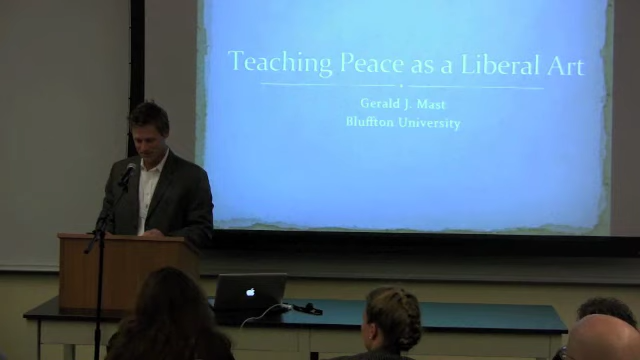 Teaching Peace as a Liberal Art
Gerald J. Mast
Bluffton University